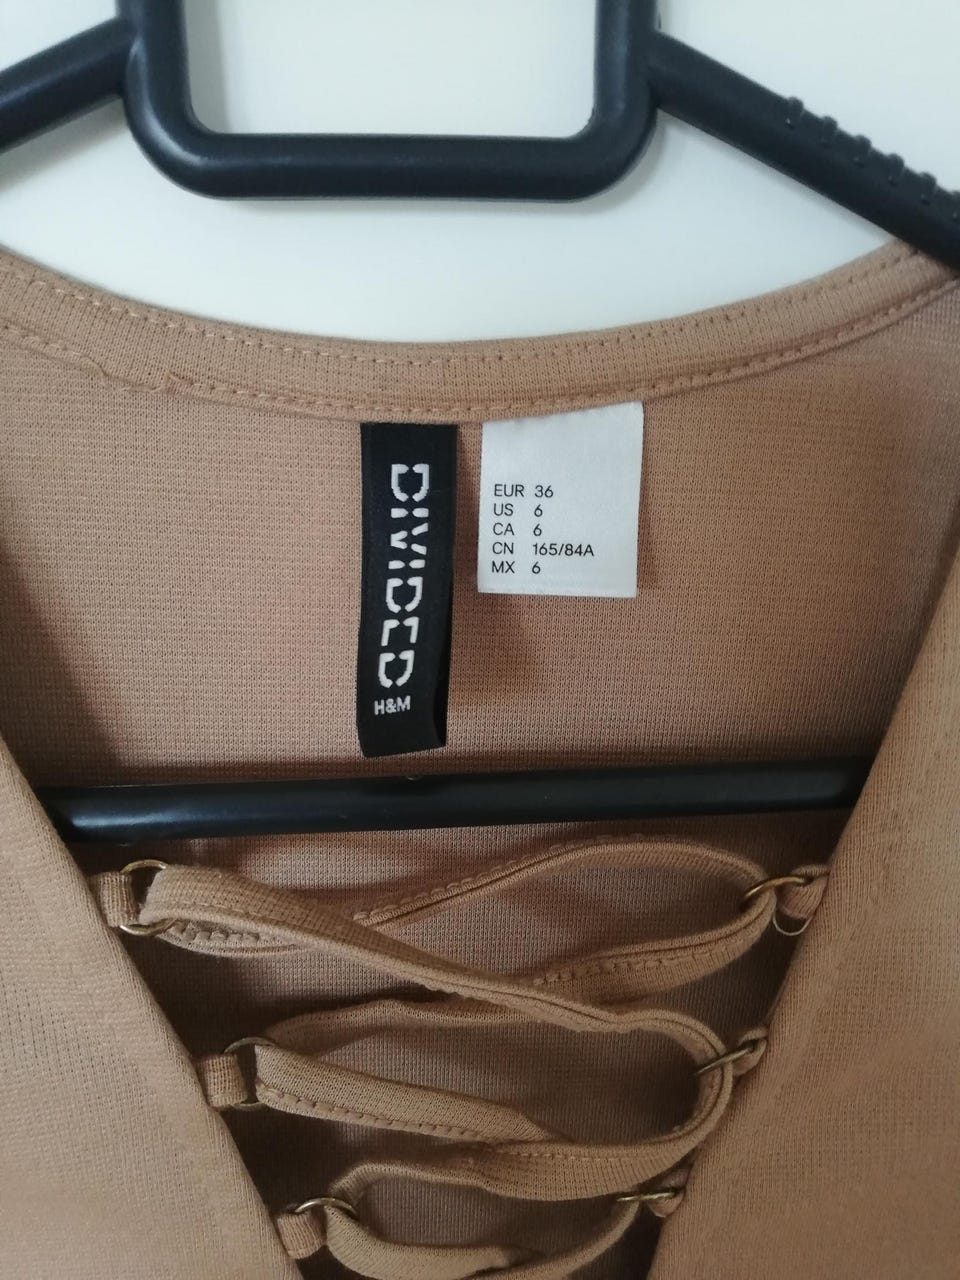 DIVIDED
H&M
EUR 36
US 6
CA 6
CN 165/84A
MX 6